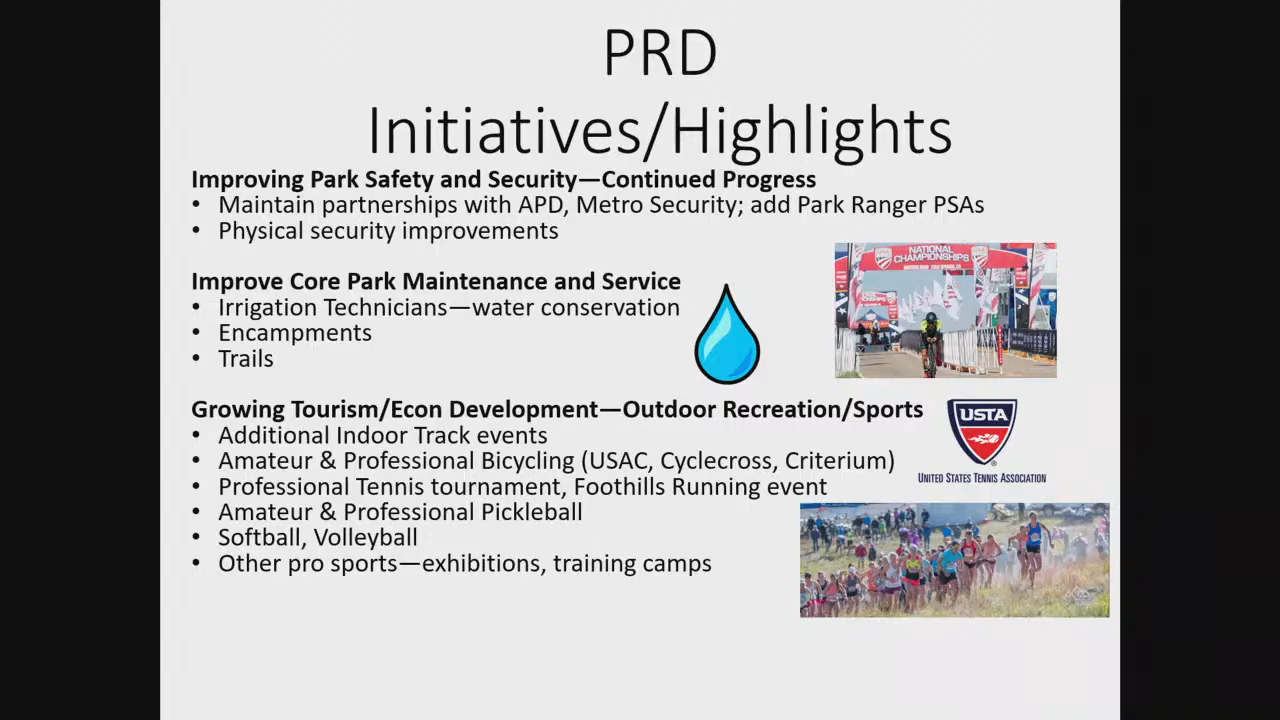 PRD
Initiatives/Highlights
Improving Park Safety and Security—Continued Progress
• Maintain partnerships with APD, Metro Security; add Park Ranger PSAs
• Physical security improvements
NATIONAL
CHAMPIONSHIPS
Improve Core Park Maintenance and Service
• Irrigation Technicians—water conservation
• Encampments
• Trails
Growing Tourism/Econ Development—Outdoor Recreation/Sports
• Additional Indoor Track events
• Amateur & Professional Bicycling (USAC, Cyclecross, Criterium)
• Professional Tennis tournament, Foothills Running event
• Amateur & Professional Pickleball
• Softball, Volleyball
• Other pro sports—exhibitions, training camps
USTA
UNITED STATES TENNIS ASSOCIATION